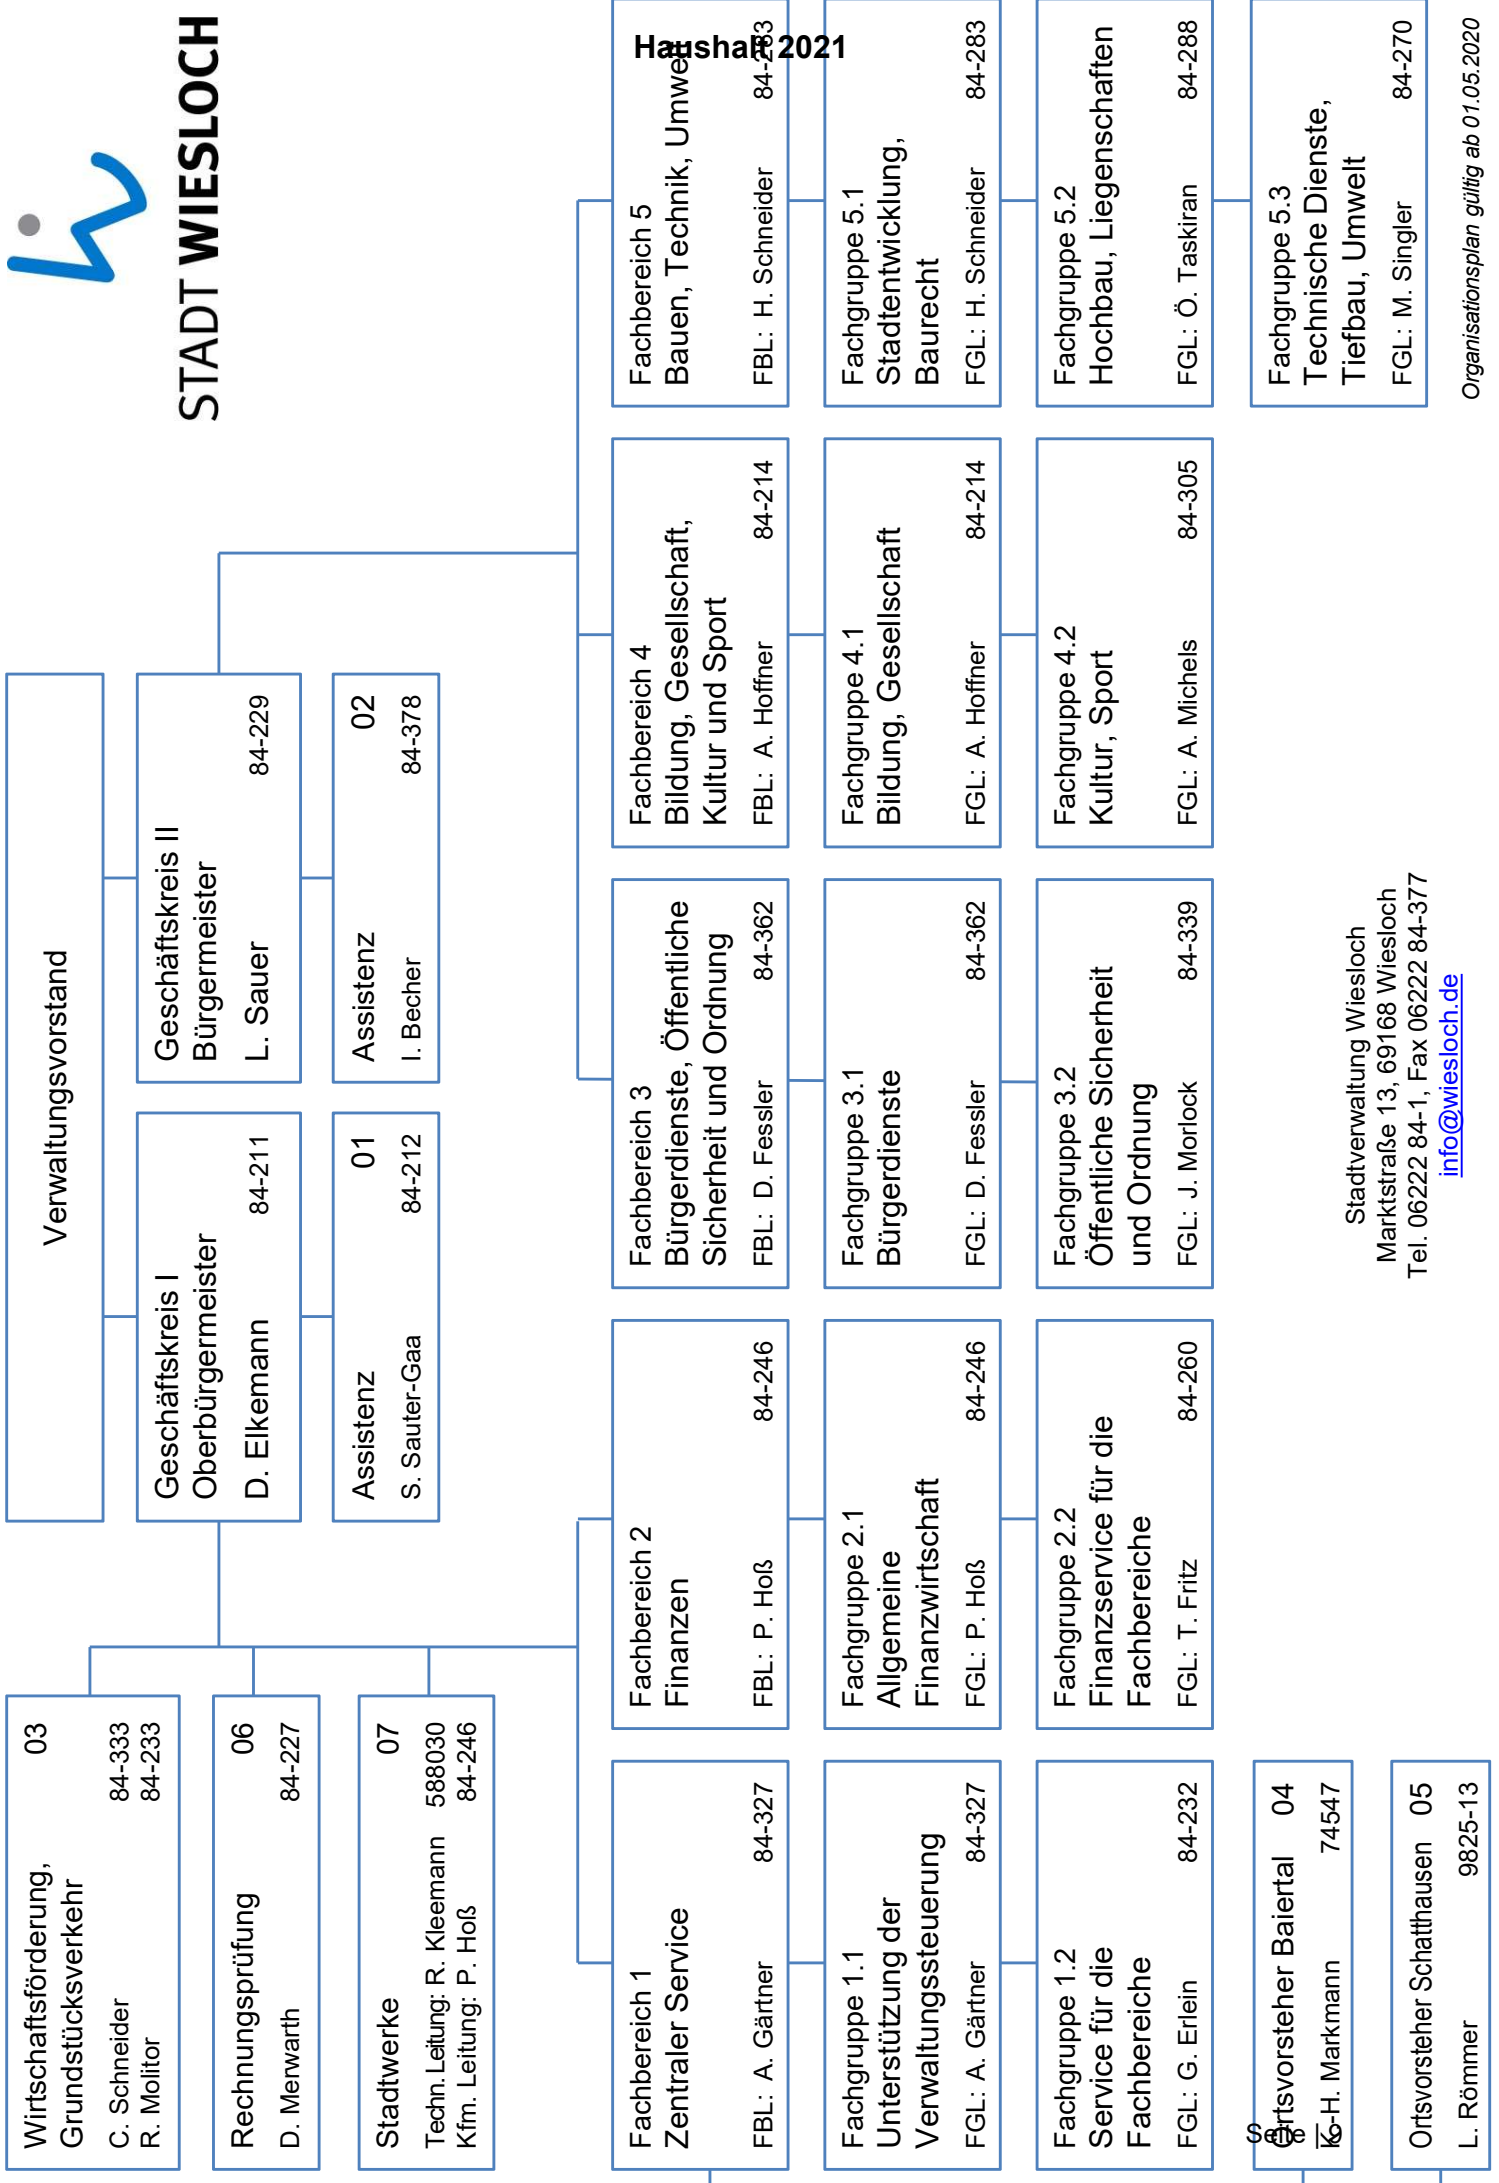 Haushalt 2021
STADT WIESLOCH
Verwaltungsvorstand
Geschäftskreis I
Oberbürgermeister
D. Elkemann 84-211
Assistenz 01
S. Sauter-Gaa 84-212
Geschäftskreis II
Bürgermeister
L. Sauer 84-229
Assistenz 02
I. Becher 84-378
Wirtschaftsförderung, 03
Grundstücksverkehr
C. Schneider 84-333
R. Molitor 84-233
Rechnungsprüfung 06
D. Merwarth 84-227
Stadtwerke 07
Techn. Leitung: R. Kleemann 588030
Kfm. Leitung: P. Hoß 84-246
Fachbereich 1
Zentraler Service
FBL: A. Gärtner 84-327
Fachgruppe 1.1
Unterstützung der
Verwaltungssteuerung
FGL: A. Gärtner 84-327
Fachgruppe 1.2
Service für die
Fachbereiche
FGL: G. Erlein 84-232
Ortsvorsteher Baiertal 04
K-H. Markmann 74547
Ortsvorsteher Schatthausen 05
L. Römmer 9825-13
Fachbereich 2
Finanzen
FBL: P. Hoß 84-246
Fachgruppe 2.1
Allgemeine
Finanzwirtschaft
FGL: P. Hoß 84-246
Fachgruppe 2.2
Finanzservice für die
Fachbereiche
FGL: T. Fritz 84-260
Fachbereich 3
Bürgerdienste, Öffentliche
Sicherheit und Ordnung
FBL: D. Fessler 84-362
Fachgruppe 3.1
Bürgerdienste
FGL: D. Fessler 84-362
Fachgruppe 3.2
Öffentliche Sicherheit
und Ordnung
FGL: J. Morlock 84-339
Fachbereich 4
Bildung, Gesellschaft,
Kultur und Sport
FBL: A. Hoffner 84-214
Fachgruppe 4.1
Bildung, Gesellschaft
FGL: A. Hoffner 84-214
Fachgruppe 4.2
Kultur, Sport
FGL: A. Michels 84-305
Fachbereich 5
Bauen, Technik, Umwelt
FBL: H. Schneider 84-283
Fachgruppe 5.1
Stadtentwicklung,
Baurecht
FGL: H. Schneider 84-283
Fachgruppe 5.2
Hochbau, Liegenschaften
FGL: Ö. Taskiran 84-288
Fachgruppe 5.3
Technische Dienste,
Tiefbau, Umwelt
FGL: M. Singler 84-270
Stadtverwaltung Wiesloch
Marktstraße 13, 69168 Wiesloch
Tel. 06222 84-1, Fax 06222 84-377
info@wiesloch.de
Organisationsplan gültig ab 01.05.2020
Seite |